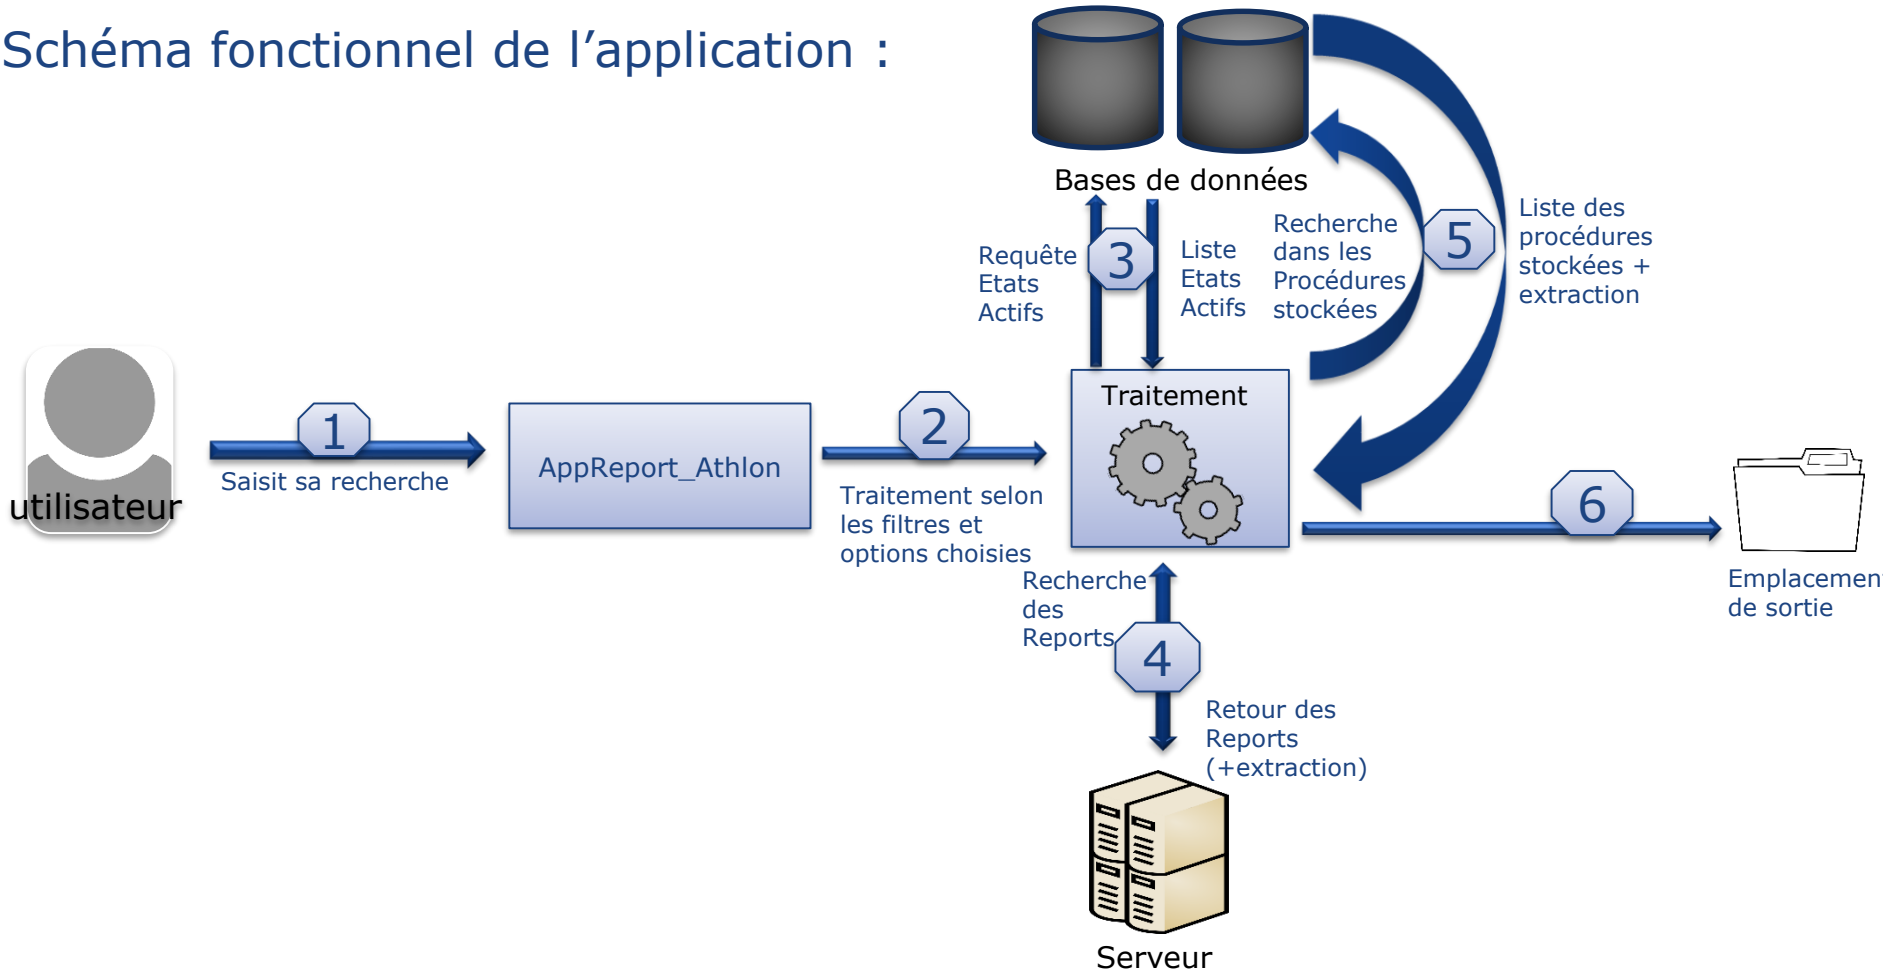 Schéma fonctionnel de l’application :
Bases de données
Requête
Etats
Actifs
3
Liste
Etats
Actifs
Recherche
dans les
Procédures
stockées
5
Liste des
procédures
stockées +
extraction
utilisateur
1
Saisit sa recherche
AppReport_Athlon
2
Traitement selon
les filtres et
options choisies
Traitement
6
Emplacement
de sortie
Recherche
des
Reports
4
Retour des
Reports
(+extraction)
Serveur